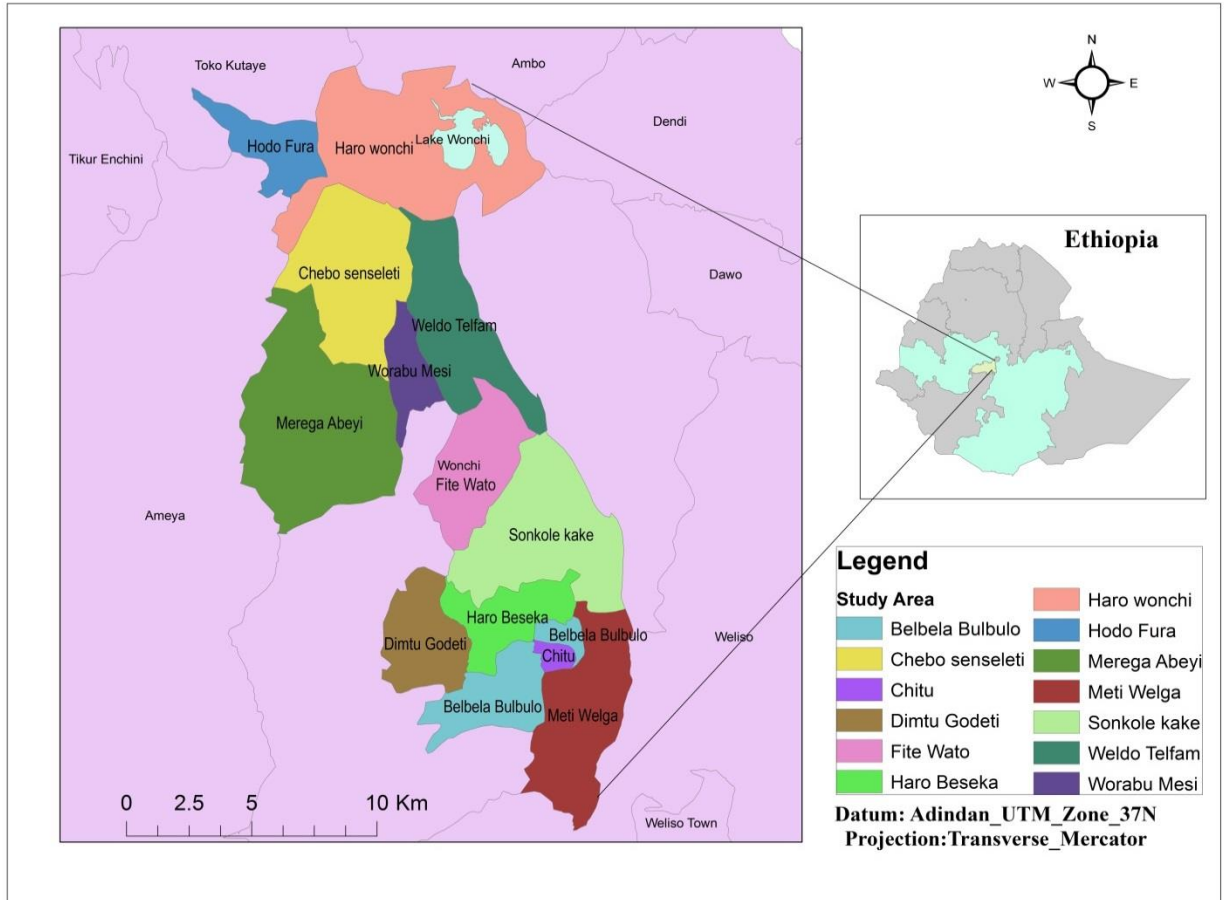 Toko Kutaye
Ambo
Dendi
Tikur Enchini
Hodo Fura
Haro wonchi
Lake Wonchi
Chebo senseleti
Dawo
Weldo Telfam
Worabu Mesi
Merega Abeyi
Wonchi
Fite Wato
Ameya
Sonkole kake
Haro Beseka
Dimtu Godeti
Belbela Bulbulo
Chitu
Weliso
Belbela Bulbulo
Meti Welga
Weliso Town
0 2.5 5 10 Km
N
W E
S
Ethiopia
Legend
Study Area
Belbela Bulbulo
Chebo senseleti
Chitu
Dimtu Godeti
Fite Wato
Haro Beseka
Haro wonchi
Hodo Fura
Merega Abeyi
Meti Welga
Sonkole kake
Weldo Telfam
Worabu Mesi
Datum: Adindan_UTM_Zone_37N
Projection:Transverse_Mercator